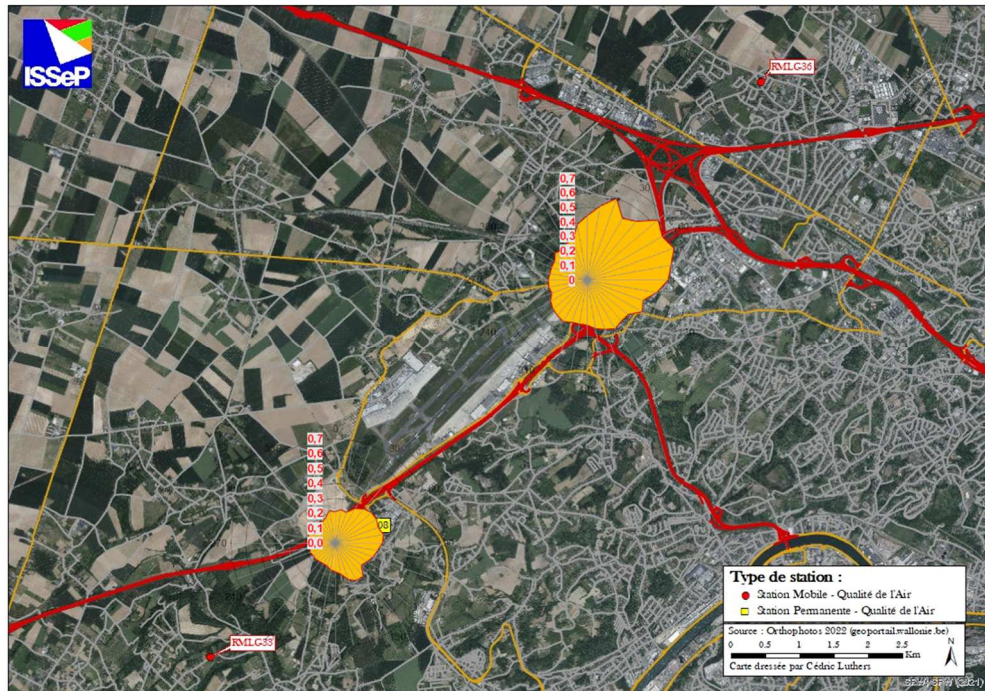 ISSeP
RMLG36
0,7
0,6
0,5
0,4
0,3
0,2
0,1
0
0,7
0,6
0,5
0,4
0,3
0,2
0,1
0,0
08
RMLG33
Type de station :
Station Mobile - Qualité de l'Air
Station Permanente - Qualité de l'Air
Source : Orthophotos 2022 (geoportail.wallonie.be)
0 0.5 1 1.5 2 2.5
Km
N
Carte dressée par Cédric Luthers